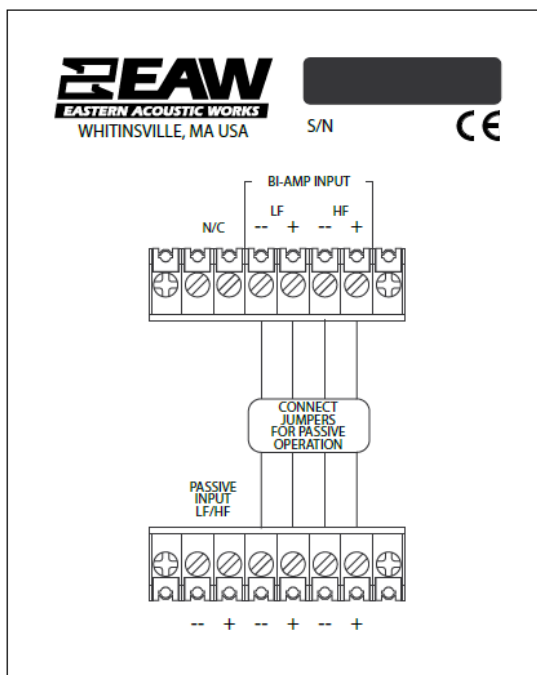 EAW
EASTERN ACOUSTIC WORKS
WHITINSVILLE, MA USA
S/N
CE
BI-AMP INPUT
LF HF
N/C -- + -- +
CONNECT
JUMPERS
FOR PASSIVE
OPERATION
PASSIVE
INPUT
LF/HF
-- + -- + -- +